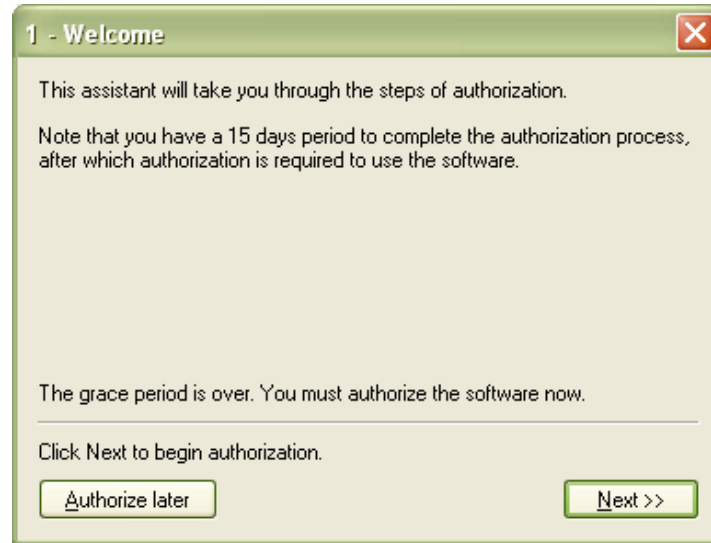 1 - Welcome
This assistant will take you through the steps of authorization.
Note that you have a 15 days period to complete the authorization process,
after which authorization is required to use the software.
The grace period is over. You must authorize the software now.
Click Next to begin authorization.
Authorize later
Next >>